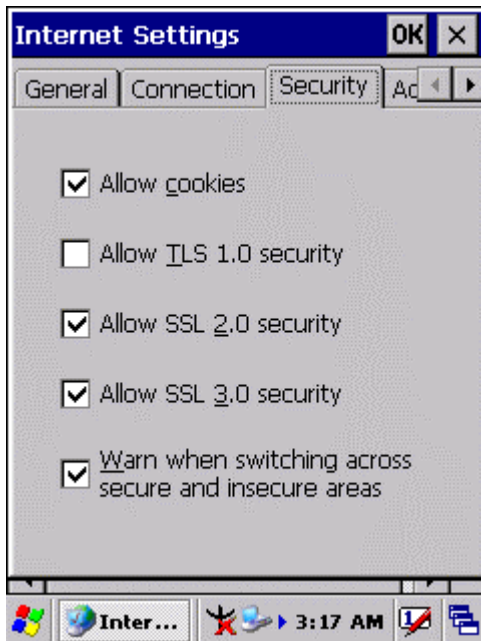 Internet Settings OK ×
General Connection Security Ad
Allow cookies
Allow TLS 1.0 security
Allow SSL 2.0 security
Allow SSL 3.0 security
Warn when switching across
secure and insecure areas
Inter... 3:17 AM